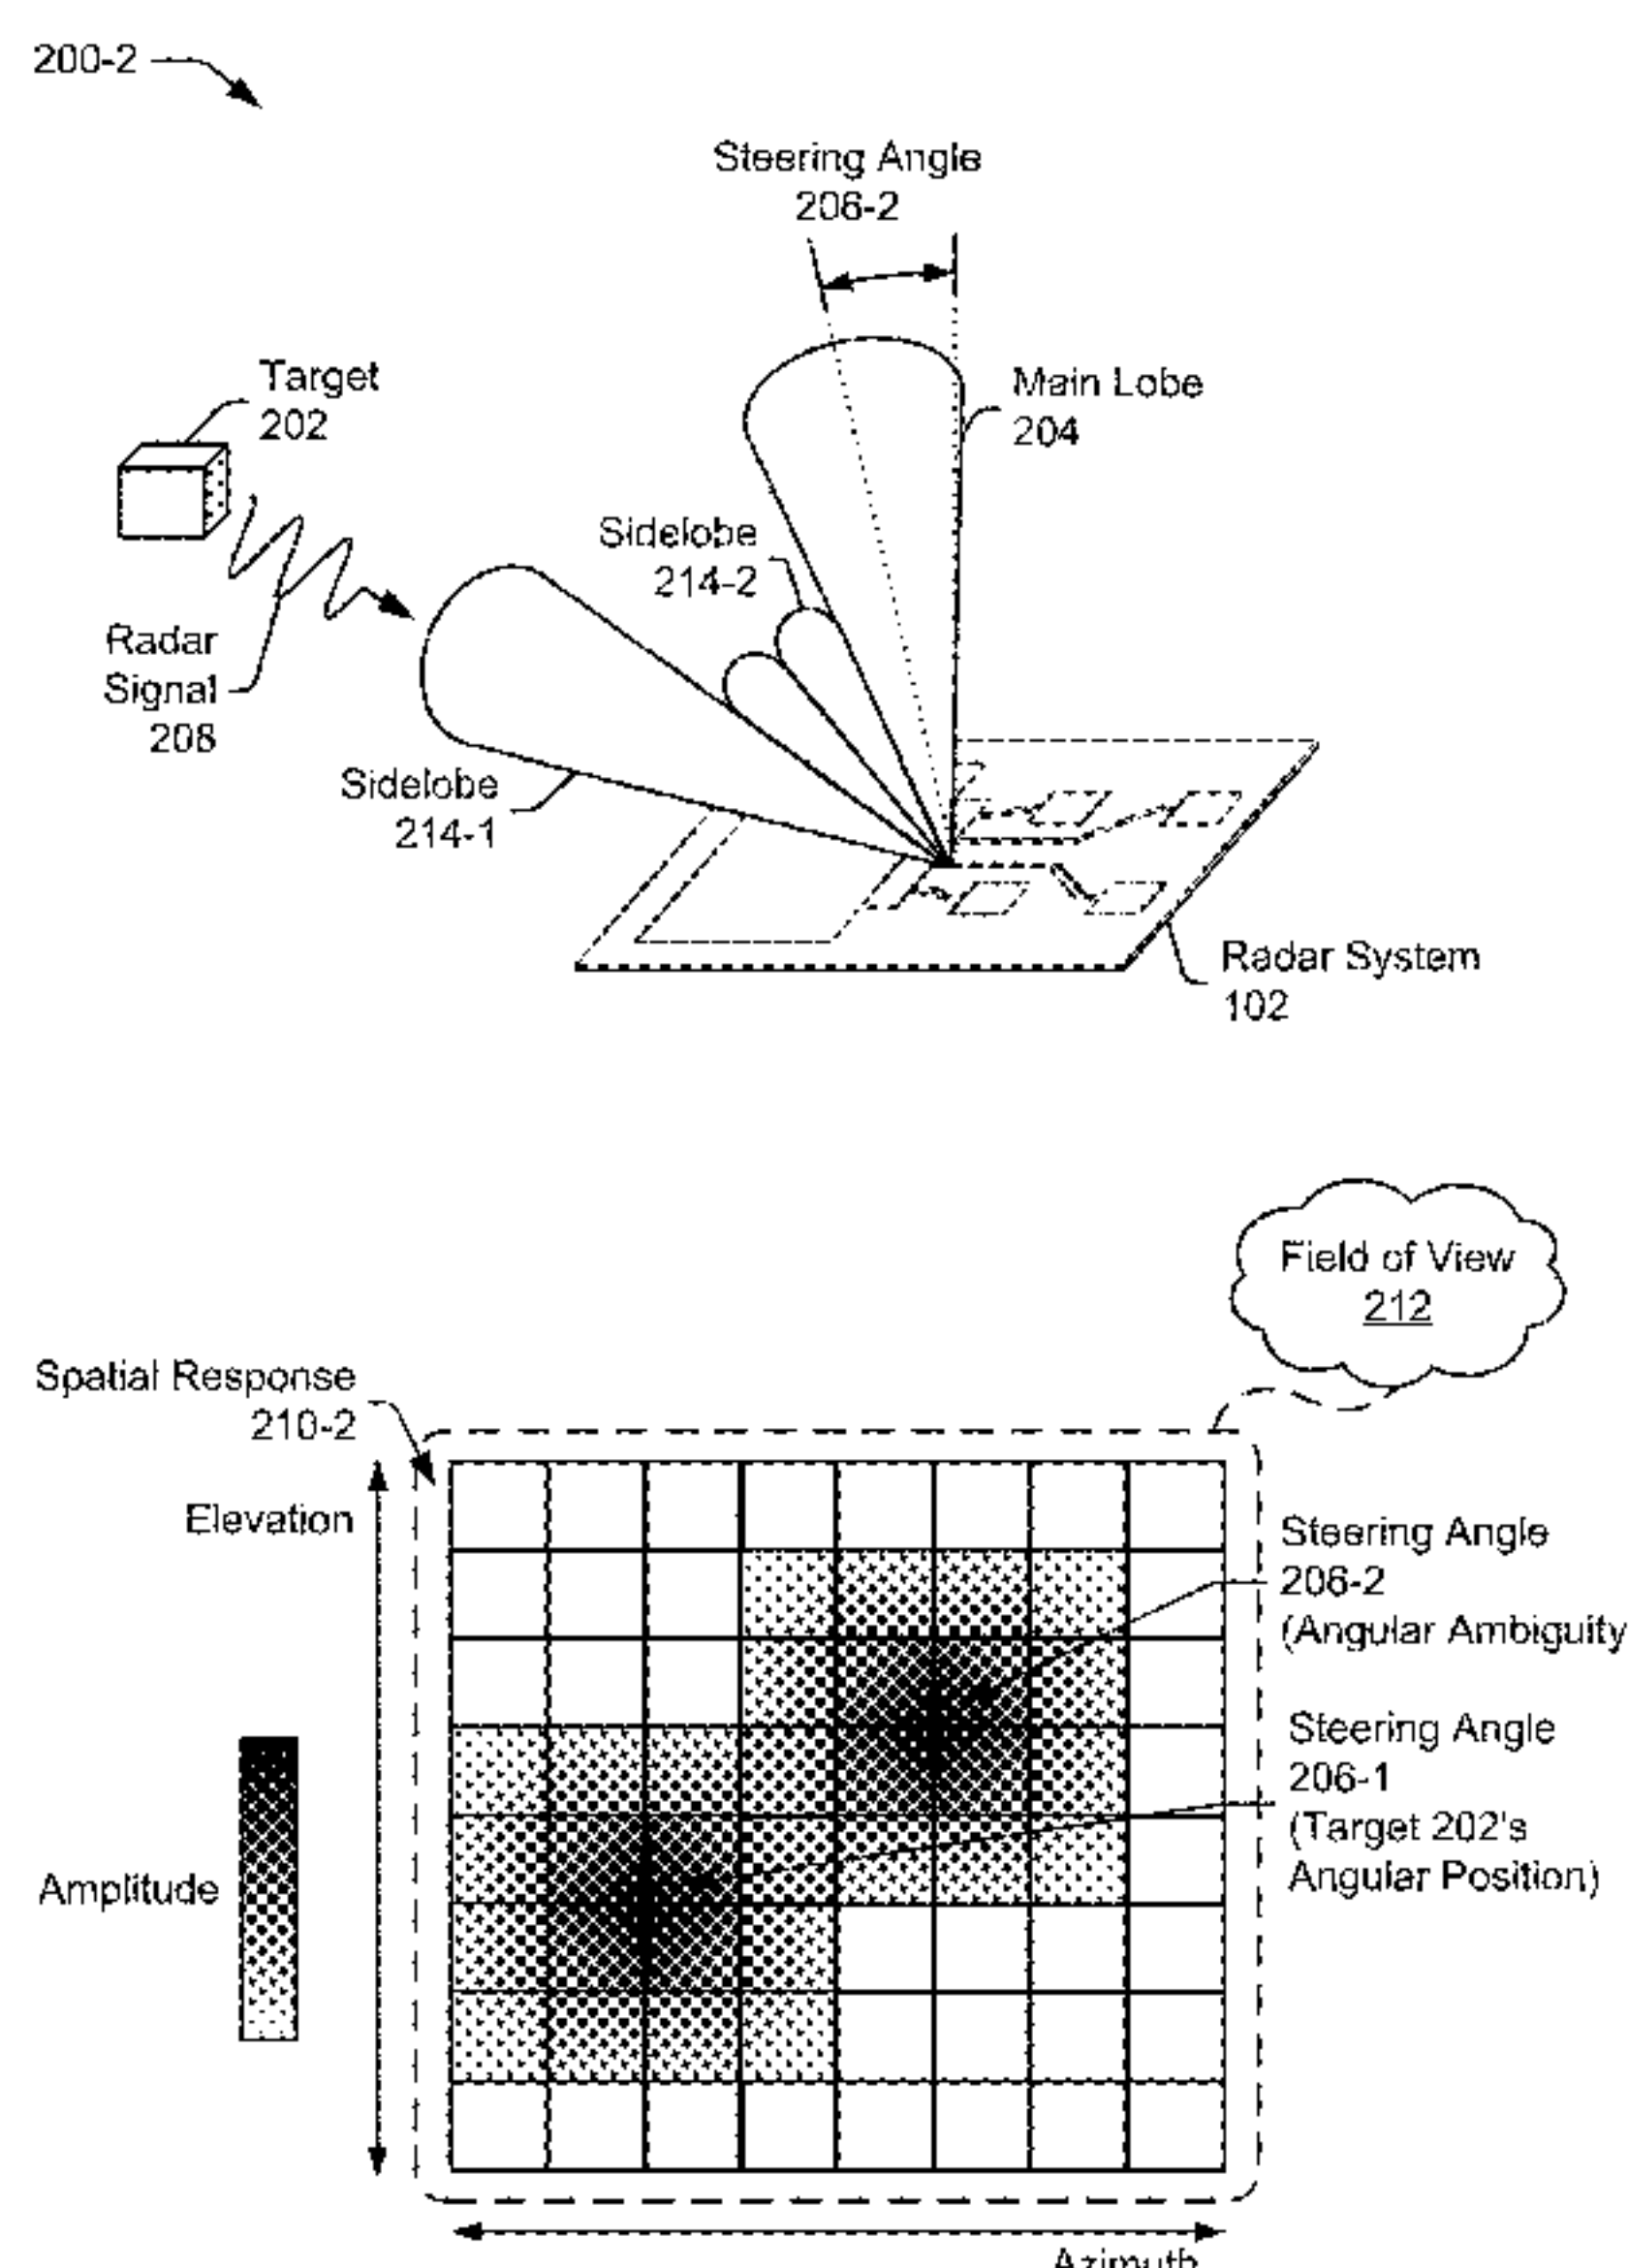 200-2
Steering Angle
206-2
Target
202
Main Lobe
204
Sidelobe
214-2
Radar
Signal
208
Sidelobe
214-1
Radar System
102
Field of View
212
Spatial Response
210-2
Elevation
Steering Angle
206-2
(Angular Ambiguity
Steering Angle
206-1
(Target 202's
Angular Position)
Amplitude
Azimuth